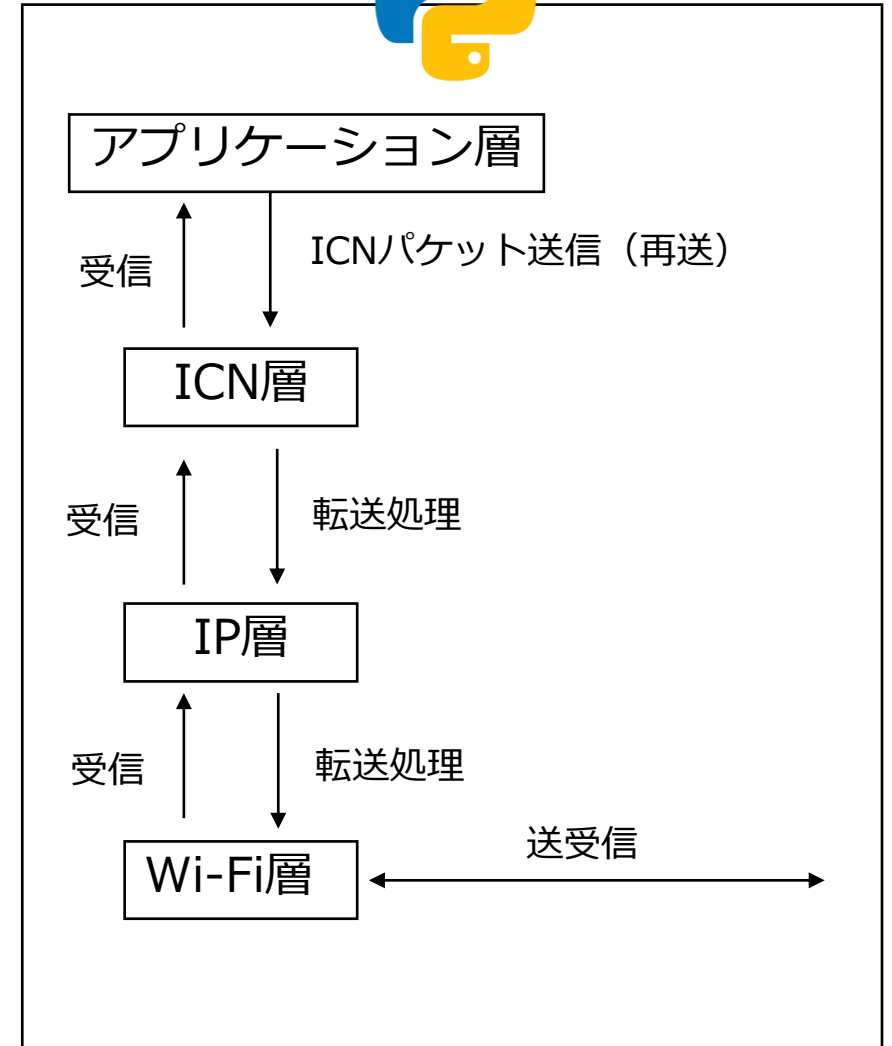 アプリケーション層
ICNパケット送信（再送）
受信
ICN層
受信
転送処理
IP層
受信
転送処理
送受信
Wi-Fi層